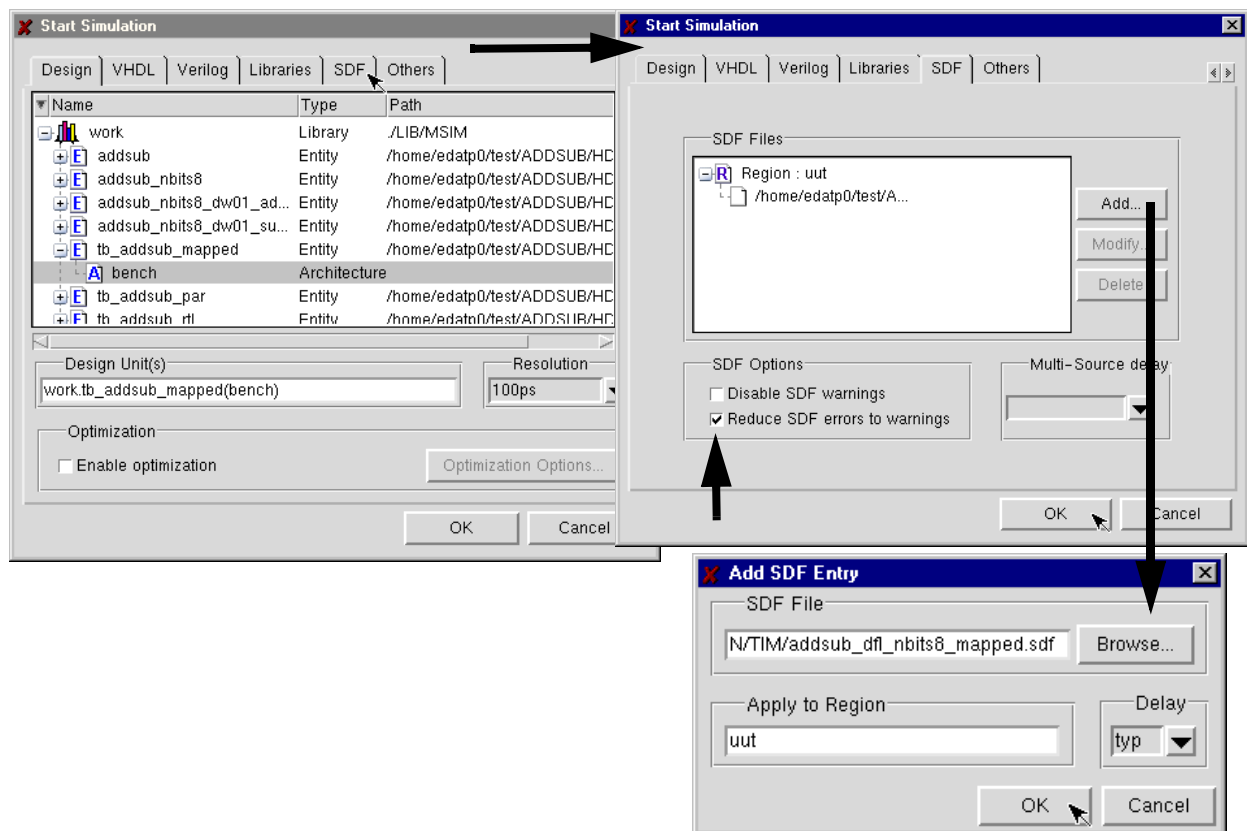 Start Simulation
Design VHDL Verilog Libraries SDF Others
Name Type Path
work Library ./LIB/MSIM
addsub Entity /home/edatp0/test/ADDSUB/HD
addsub_nbits8 Entity /home/edatp0/test/ADDSUB/HD
addsub_nbits8_dw01_ad... Entity /home/edatp0/test/ADDSUB/HD
addsub_nbits8_dw01_su... Entity /home/edatp0/test/ADDSUB/HD
tb_addsub_mapped Entity /home/edatp0/test/ADDSUB/HD
bench Architecture
tb_addsub_par Entity /home/edatp0/test/ADDSUB/HD
tb_addsub_rtl Entity /home/edatp0/test/ADDSUB/HD
Design Unit(s) Resolution
work.tb_addsub_mapped(bench) 100ps
Optimization
Enable optimization Optimization Options...
OK Cancel
Start Simulation
Design VHDL Verilog Libraries SDF Others
SDF Files
Region : uut
/home/edatp0/test/A...
Add...
Modify...
Delete
SDF Options Multi-Source delay
Disable SDF warnings
Reduce SDF errors to warnings
OK Cancel
Add SDF Entry
SDF File
N/TIM/addsub_dfl_nbits8_mapped.sdf Browse...
Apply to Region Delay
uut typ
OK Cancel